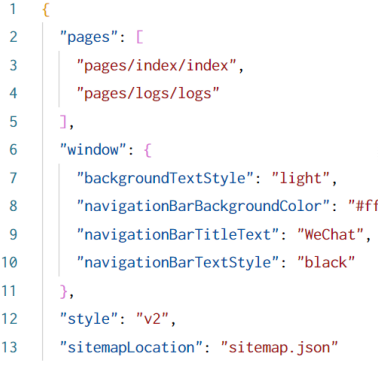 1 {
2 "pages": [
3 "pages/index/index",
4 "pages/logs/logs"
5 ],
6 "window": {
7 "backgroundTextStyle": "light",
8 "navigationBarBackgroundColor": "#ff
9 "navigationBarTitleText": "WeChat",
10 "navigationBarTextStyle": "black"
11 },
12 "style": "v2",
13 "sitemapLocation": "sitemap.json"